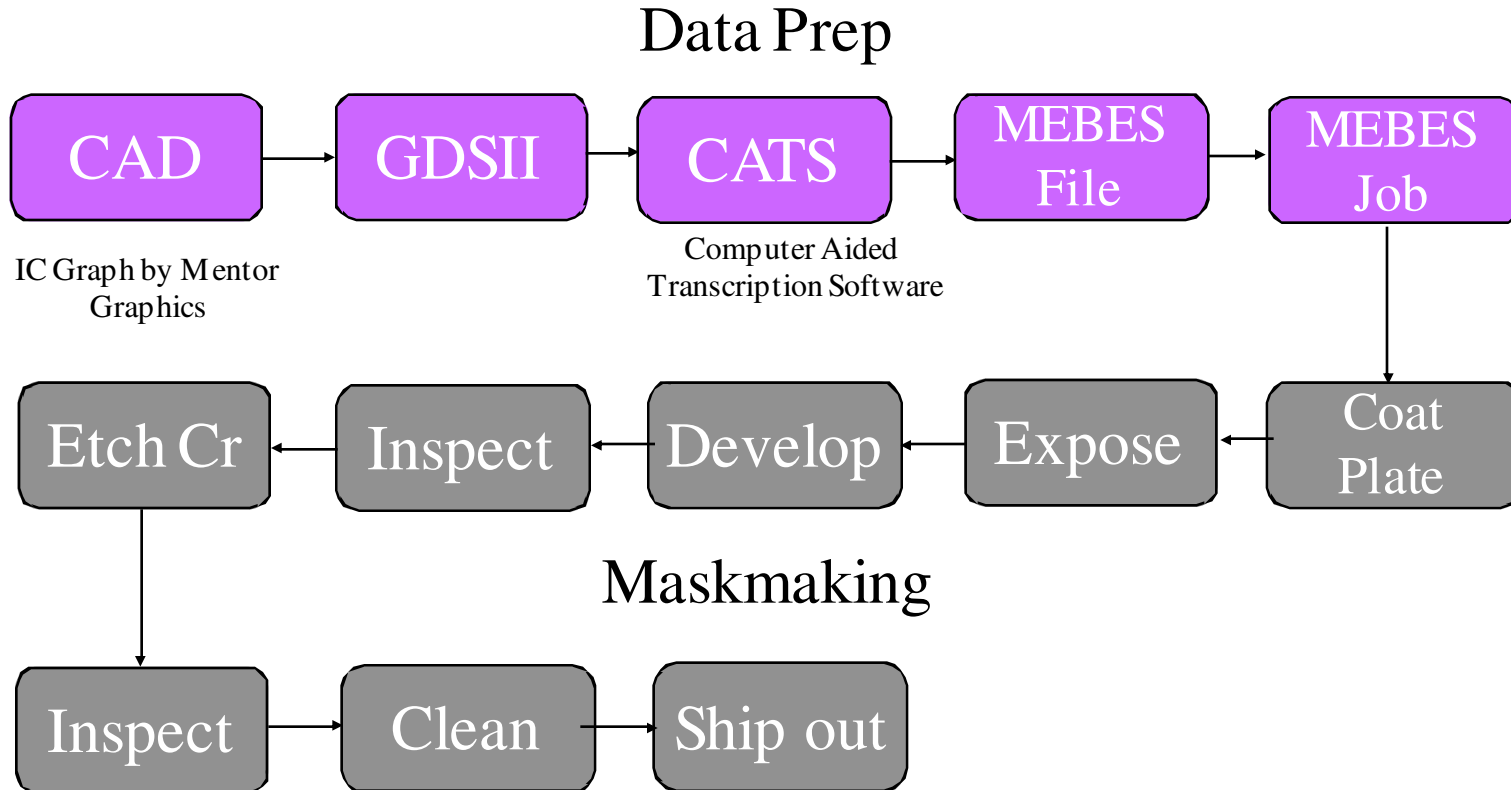 Data Prep
CAD
GDSII
CATS
MEBES
File
MEBES
Job
IC Graph by Mentor
Graphics
Computer Aided
Transcription Software
Etch Cr
Inspect
Develop
Expose
Coat
Plate
Maskmaking
Inspect
Clean
Ship out